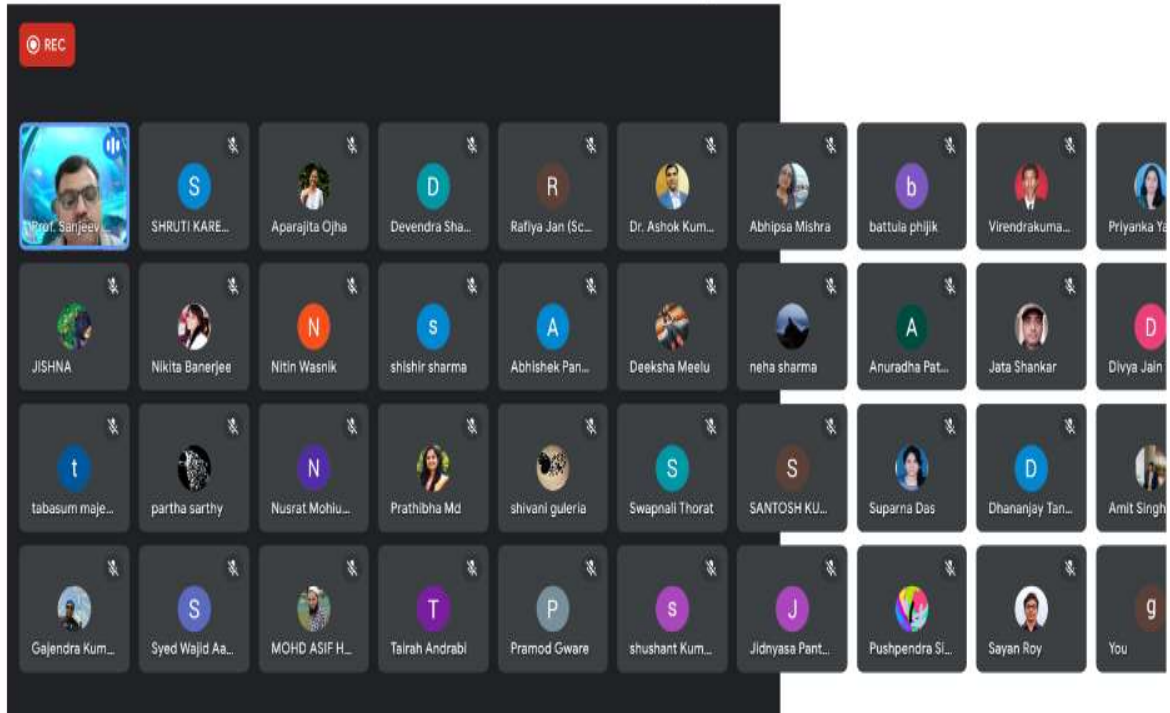 REC
S D R b
Prof. Sanjeev ... SHRUTI KARE... Aparajita Ojha Devendra Sha... Rafiya Jan (Sc... Dr. Ashok Kum... Abhipsa Mishra battula phijik Virendrakuma... Priyanka Ya
N s A A D
JISHNA Nikita Banerjee Nitin Wasnik shishir sharma Abhishek Pan... Deeksha Meelu neha sharma Anuradha Pat... Jata Shankar Divya Jain
t N S S D
tabasum maje... partha sarthy Nusrat Mohiu... Prathibha Md shivani guleria Swapnali Thorat SANTOSH KU... Suparna Das Dhananjay Tan... Amit Singh
S T P s J g
Gajendra Kum... Syed Wajid Aa... MOHD ASIF H... Tairah Andrabi Pramod Gware shushant Kum... Jidnyasa Pant... Pushpendra Si... Sayan Roy You